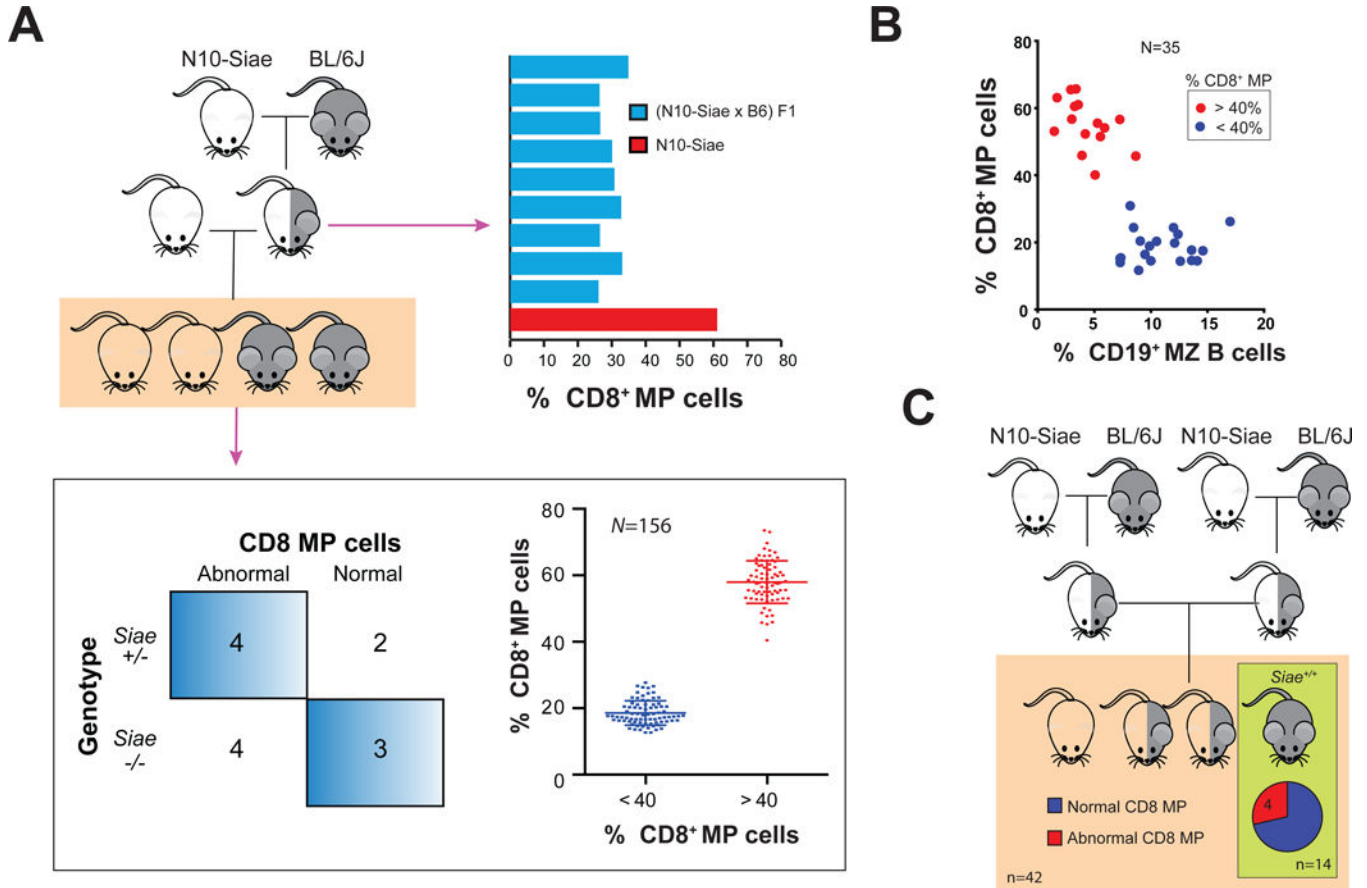 A
N10-Siae BL/6J
(N10-Siae x B6) F1
N10-Siae
0 10 20 30 40 50 60 70 80
% CD8+ MP cells
CD8 MP cells
Abnormal Normal
Genotype
Siae +/-
4 2
Siae -/-
4 3
N=156
% CD8+ MP cells
80
60
40
20
0
< 40 > 40
% CD8+ MP cells
B
N=35
% CD8+ MP
> 40%
< 40%
% CD8+ MP cells
80
60
40
20
0
0 5 10 15 20
% CD19+ MZ B cells
C
N10-Siae BL/6J N10-Siae BL/6J
Siae+/+
Normal CD8 MP
Abnormal CD8 MP
4
n=42
n=14